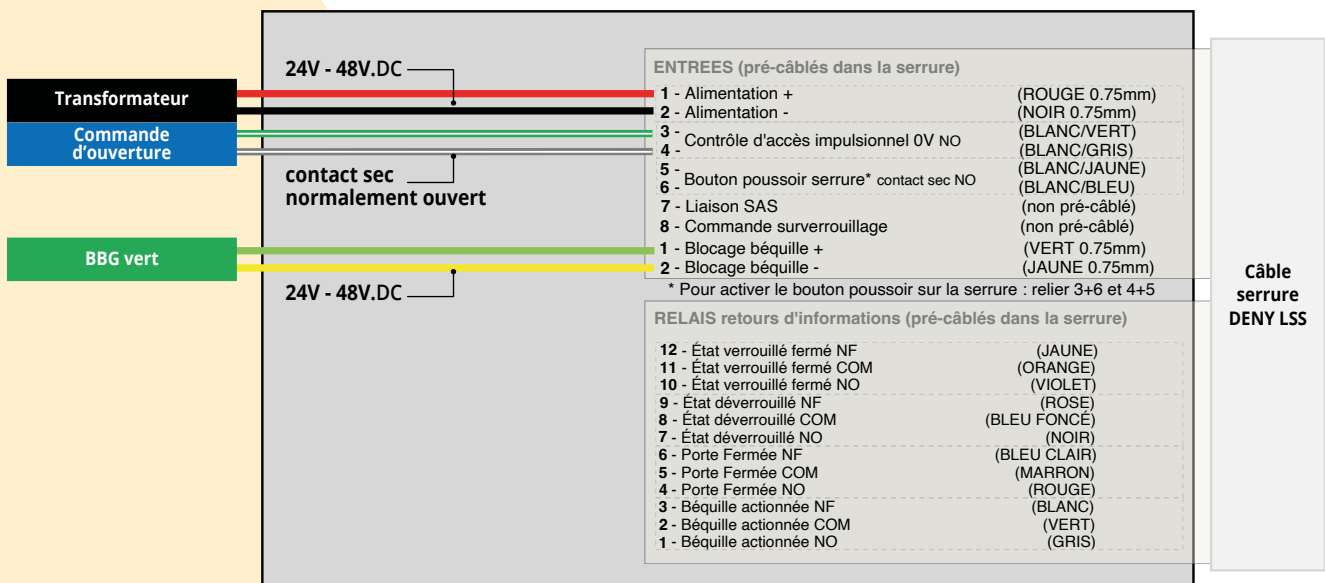 24V - 48V.DC
Transformateur
Commande
d'ouverture
contact sec
normalement ouvert
BBG vert
24V - 48V.DC
ENTREES (pré-câblés dans la serrure)
1 - Alimentation + (ROUGE 0.75mm)
2 - Alimentation - (NOIR 0.75mm)
3 - (BLANC/VERT)
Contrôle d'accès impulsionnel 0V NO
4 - (BLANC/GRIS)
5 - (BLANC/JAUNE)
Bouton poussoir serrure* contact sec NO
6 - (BLANC/BLEU)
7 - Liaison SAS (non pré-câblé)
8 - Commande surverrouillage (non pré-câblé)
1 - Blocage béquille + (VERT 0.75mm)
2 - Blocage béquille - (JAUNE 0.75mm)
* Pour activer le bouton poussoir sur la serrure : relier 3+6 et 4+5
RELAIS retours d'informations (pré-câblés dans la serrure)
12 - État verrouillé fermé NF (JAUNE)
11 - État verrouillé fermé COM (ORANGE)
10 - État verrouillé fermé NO (VIOLET)
9 - État déverrouillé NF (ROSE)
8 - État déverrouillé COM (BLEU FONCÉ)
7 - État déverrouillé NO (NOIR)
6 - Porte Fermée NF (BLEU CLAIR)
5 - Porte Fermée COM (MARRON)
4 - Porte Fermée NO (ROUGE)
3 - Béquille actionnée NF (BLANC)
2 - Béquille actionnée COM (VERT)
1 - Béquille actionnée NO (GRIS)
Câble
serrure
DENY LSS